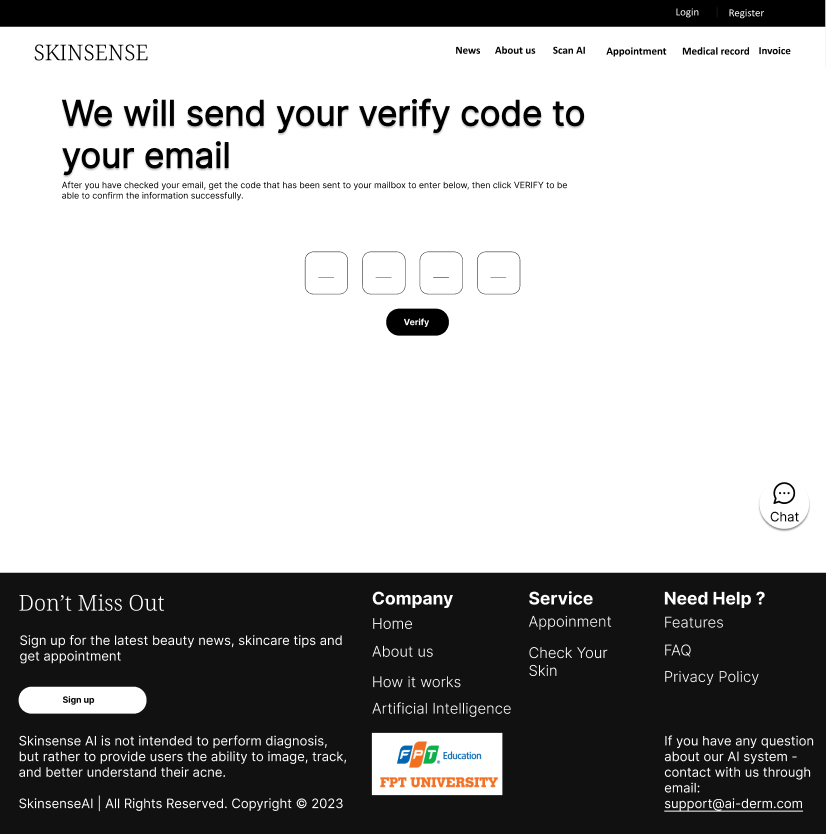 Login | Register
SKINSENSE
News About us Scan AI Appointment Medical record Invoice
We will send your verify code to
your email
After you have checked your email, get the code that has been sent to your mailbox to enter below, then click VERIFY to be
able to confirm the information successfully.
Verify
Chat
Don’t Miss Out
Sign up for the latest beauty news, skincare tips and
get appointment
Sign up
Skinsense AI is not intended to perform diagnosis,
but rather to provide users the ability to image, track,
and better understand their acne.
SkinsenseAI | All Rights Reserved. Copyright © 2023
Company
Home
About us
How it works
Artificial Intelligence
FPT. Education
FPT UNIVERSITY
Service
Appoinment
Check Your
Skin
Need Help ?
Features
FAQ
Privacy Policy
If you have any question
about our AI system -
contact with us through
email:
support@ai-derm.com